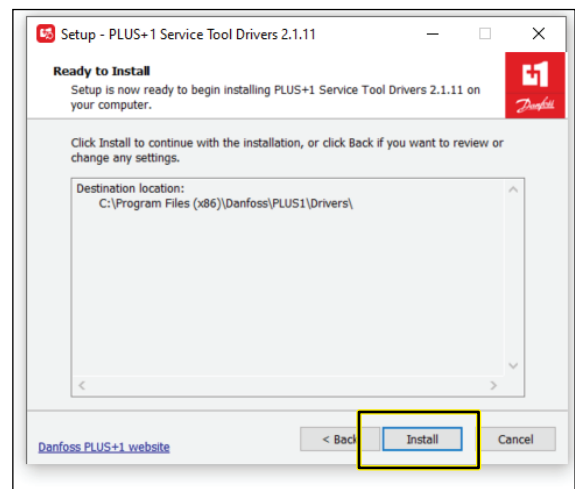 Setup - PLUS+1 Service Tool Drivers 2.1.11
Ready to Install
Setup is now ready to begin installing PLUS+1 Service Tool Drivers 2.1.11 on
your computer.
+1
Danfoss
Click Install to continue with the installation, or click Back if you want to review or
change any settings.
Destination location:
C:\Program Files (x86)\Danfoss\PLUS1\Drivers\
Danfoss PLUS+1 website
< Back
Install
Cancel